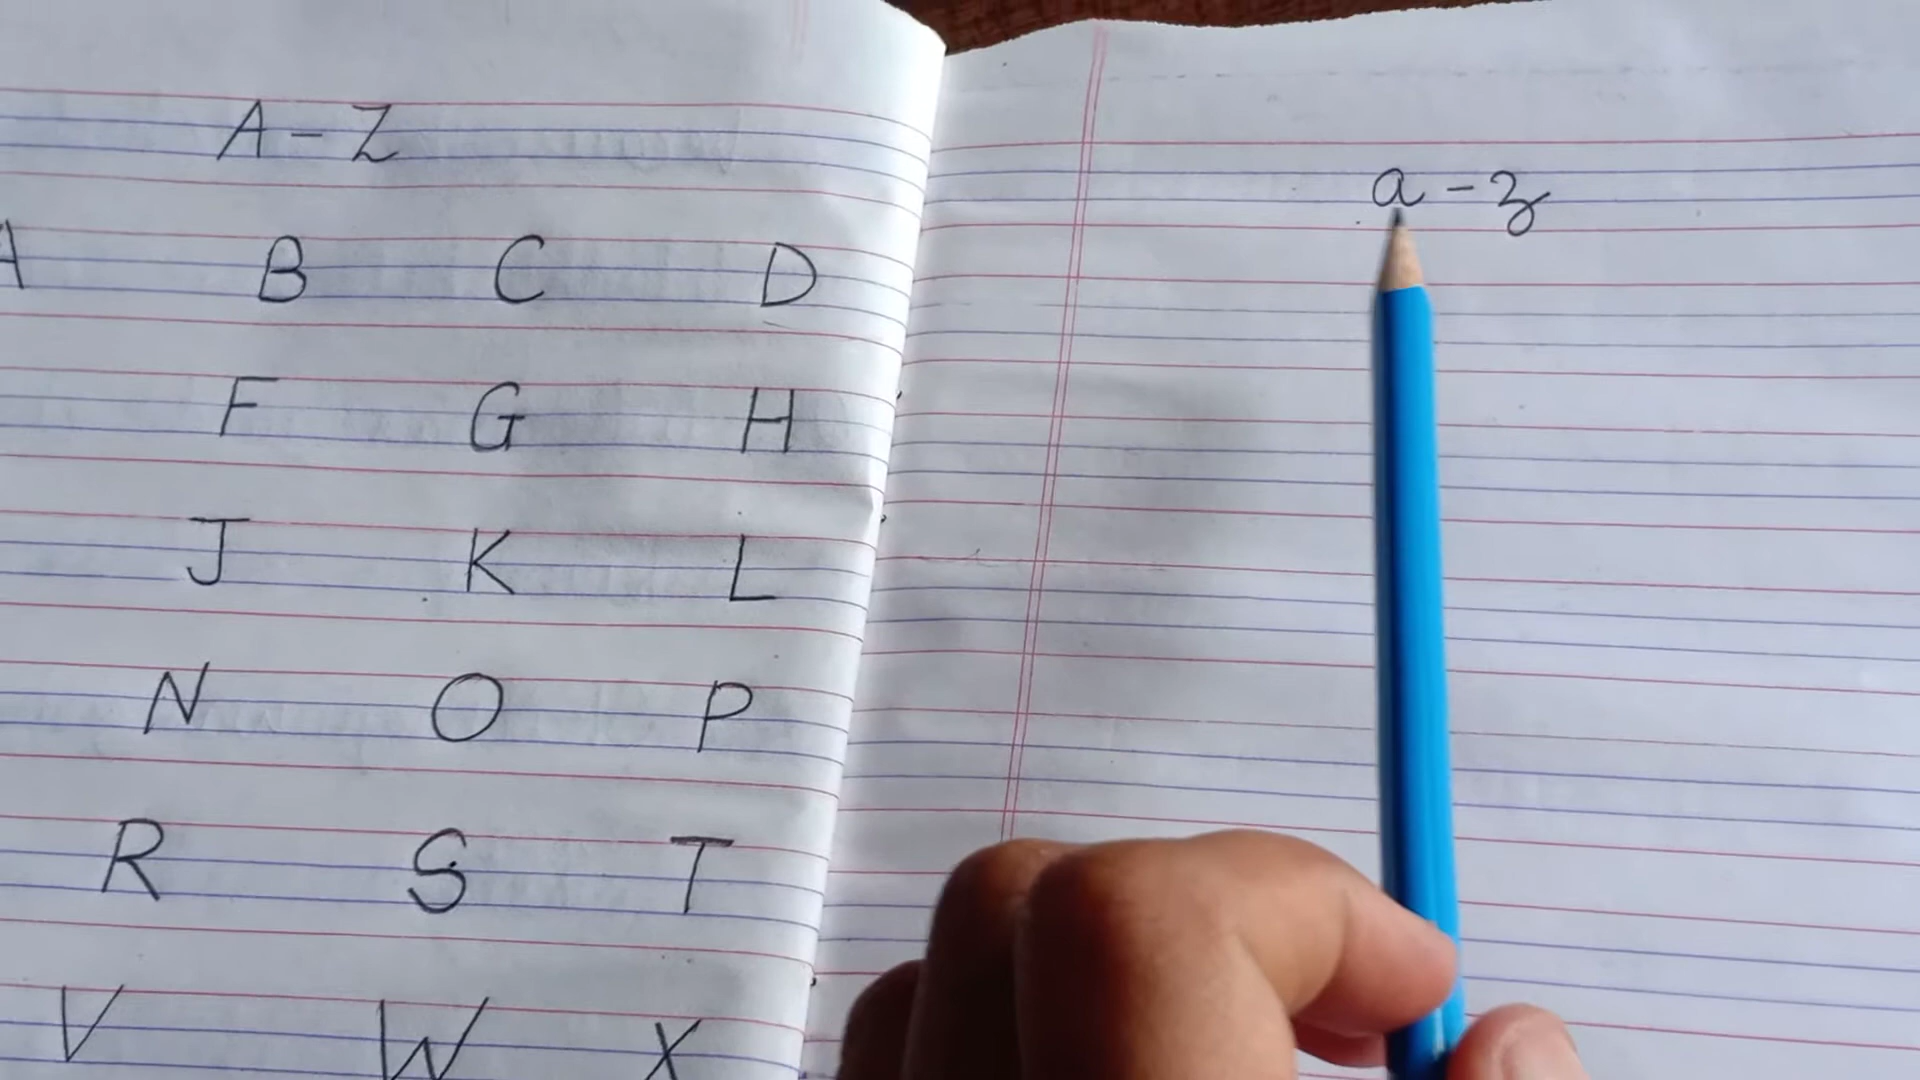 A - Z
A B C D
F G H
J K L
N O P
R S T
V W X
a - z